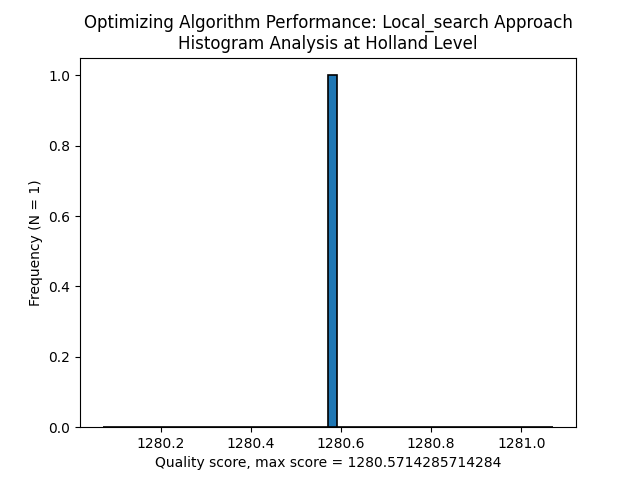 Optimizing Algorithm Performance: Local_search Approach
Histogram Analysis at Holland Level
1.0
0.8
0.6
0.4
0.2
0.0
Frequency (N = 1)
1280.2 1280.4 1280.6 1280.8 1281.0
Quality score, max score = 1280.5714285714284